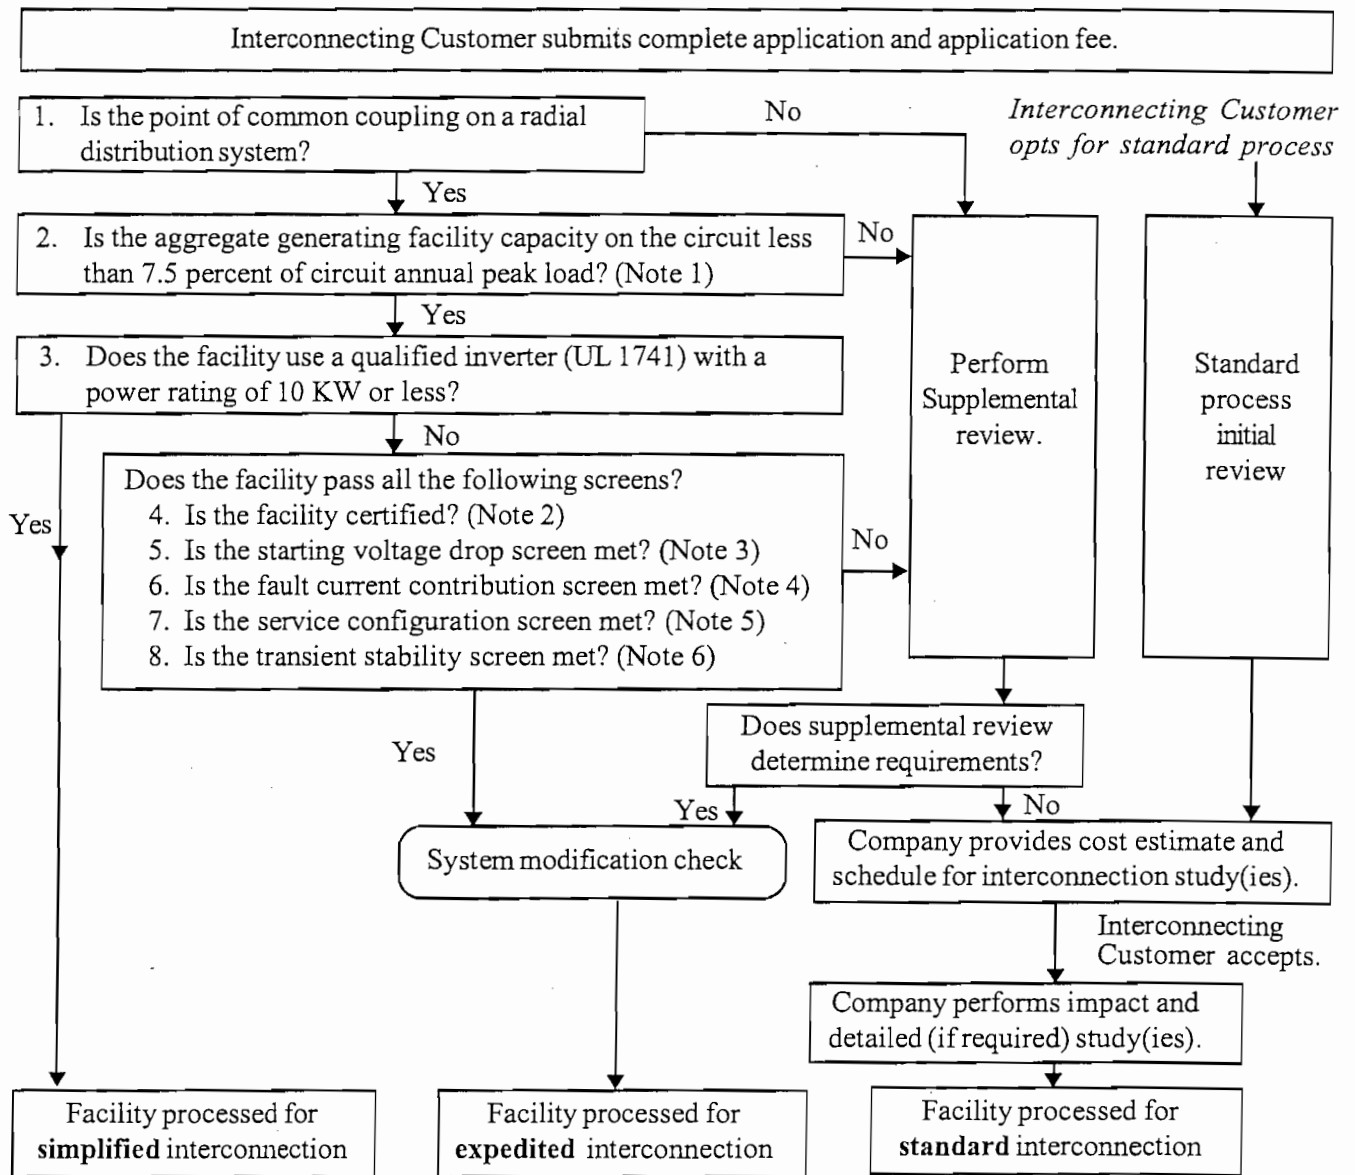 Interconnecting Customer submits complete application and application fee.
1. Is the point of common coupling on a radial
distribution system?
No
Interconnecting Customer
opts for standard process
Yes
2. Is the aggregate generating facility capacity on the circuit less
than 7.5 percent of circuit annual peak load? (Note 1)
No
Yes
3. Does the facility use a qualified inverter (UL 1741) with a
power rating of 10 KW or less?
Perform
Supplemental
review.
Standard
process
initial
review
No
Yes
Does the facility pass all the following screens?
4. Is the facility certified? (Note 2)
5. Is the starting voltage drop screen met? (Note 3)
6. Is the fault current contribution screen met? (Note 4)
7. Is the service configuration screen met? (Note 5)
8. Is the transient stability screen met? (Note 6)
No
Yes
Does supplemental review
determine requirements?
Yes
No
System modification check
Company provides cost estimate and
schedule for interconnection study(ies).
Interconnecting
Customer accepts.
Company performs impact and
detailed (if required) study(ies).
Facility processed for
simplified interconnection
Facility processed for
expedited interconnection
Facility processed for
standard interconnection